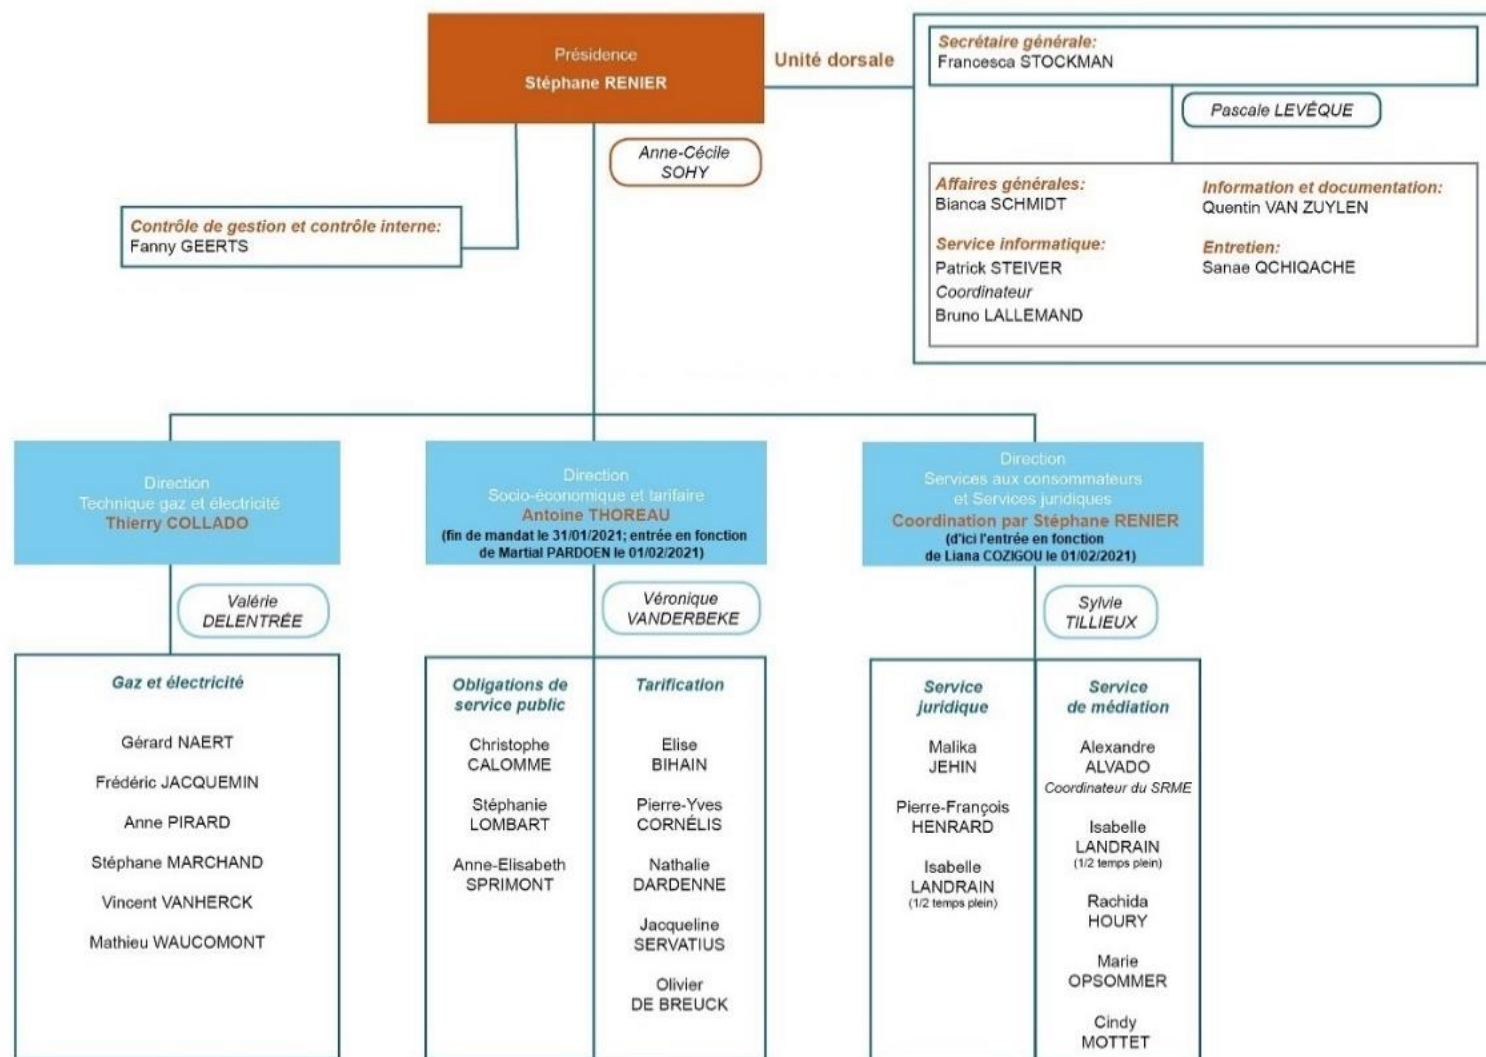 Présidence
Stéphane RENIER
Unité dorsale
Secrétaire générale:
Francesca STOCKMAN
Pascale LEVÊQUE
Anne-Cécile
SOHY
Contrôle de gestion et contrôle interne:
Fanny GEERTS
Affaires générales:
Bianca SCHMIDT
Service informatique:
Patrick STEIVER
Coordinateur
Bruno LALLEMAND
Information et documentation:
Quentin VAN ZUYLEN
Entretien:
Sanae QCHIQACHE
Direction
Technique gaz et électricité
Thierry COLLADO
Direction
Socio-économique et tarifaire
Antoine THOREAU
(fin de mandat le 31/01/2021; entrée en fonction
de Martial PARDOEN le 01/02/2021)
Direction
Services aux consommateurs
et Services juridiques
Coordination par Stéphane RENIER
(d'ici l'entrée en fonction
de Liana COZIGOU le 01/02/2021)
Valérie
DELENTRÉE
Véronique
VANDERBEKE
Sylvie
TILLIEUX
Gaz et électricité
Gérard NAERT
Frédéric JACQUEMIN
Anne PIRARD
Stéphane MARCHAND
Vincent VANHERCK
Mathieu WAUCOMONT
Obligations de
service public
Christophe
CALOMME
Stéphanie
LOMBART
Anne-Elisabeth
SPRIMONT
Tarification
Elise
BIHAIN
Pierre-Yves
CORNÉLIS
Nathalie
DARDENNE
Jacqueline
SERVATIUS
Olivier
DE BREUCK
Service
juridique
Malika
JEHIN
Pierre-François
HENRARD
Isabelle
LANDRAIN
(1/2 temps plein)
Service
de médiation
Alexandre
ALVADO
Coordinateur du SRME
Isabelle
LANDRAIN
(1/2 temps plein)
Rachida
HOURY
Marie
OPSOMMER
Cindy
MOTTET